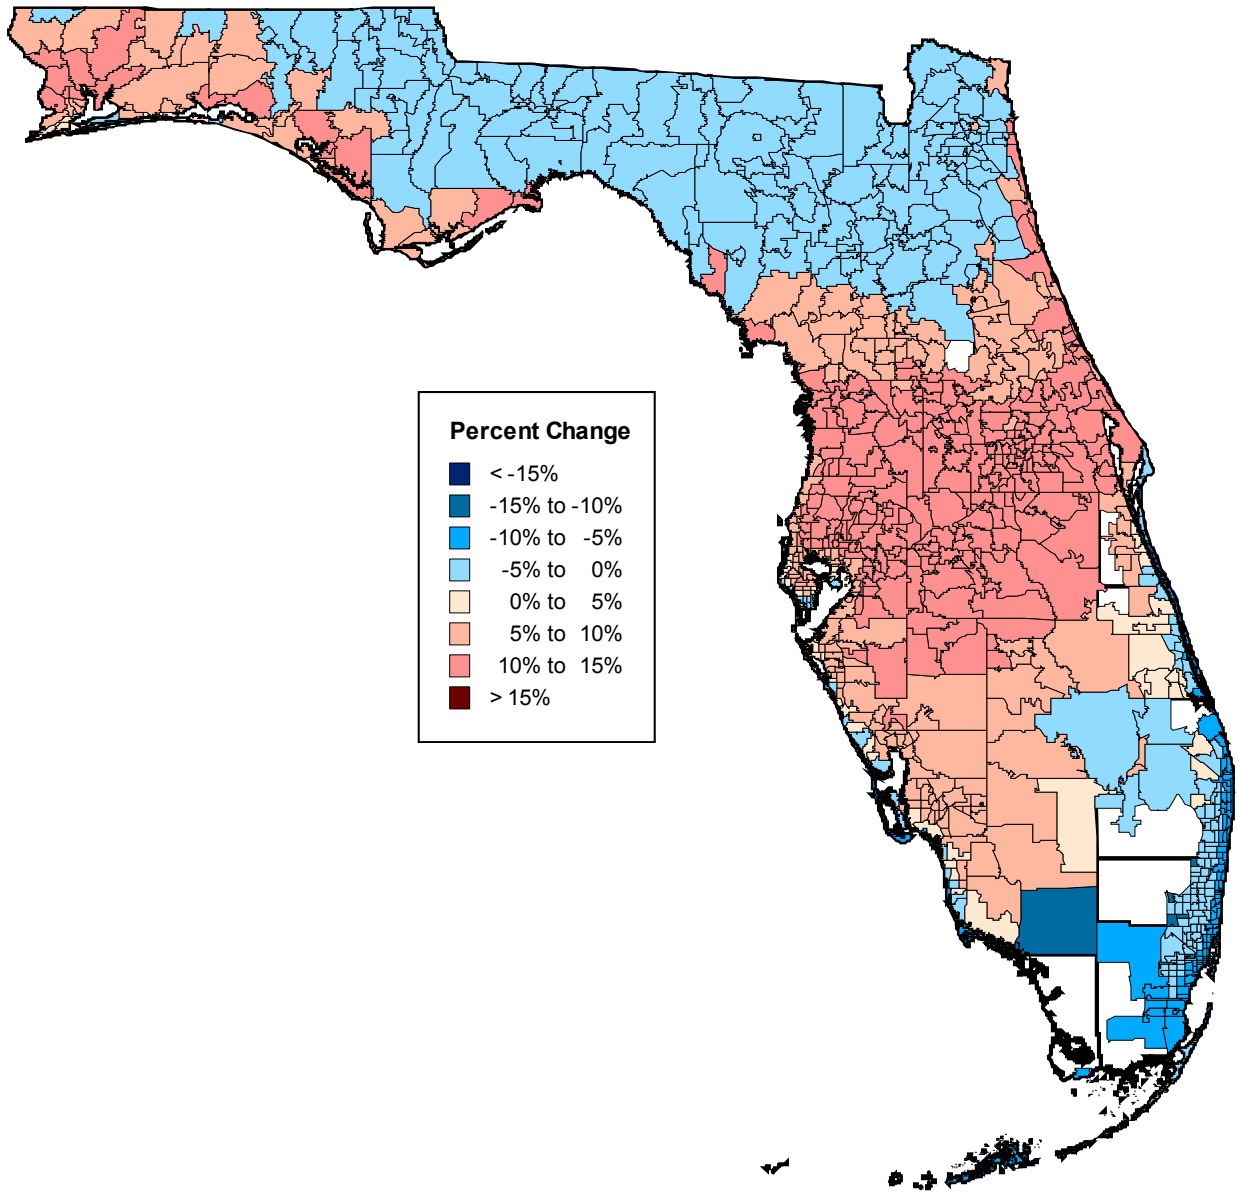 Percent Change
< -15%
-15% to -10%
-10% to -5%
-5% to 0%
0% to 5%
5% to 10%
10% to 15%
> 15%